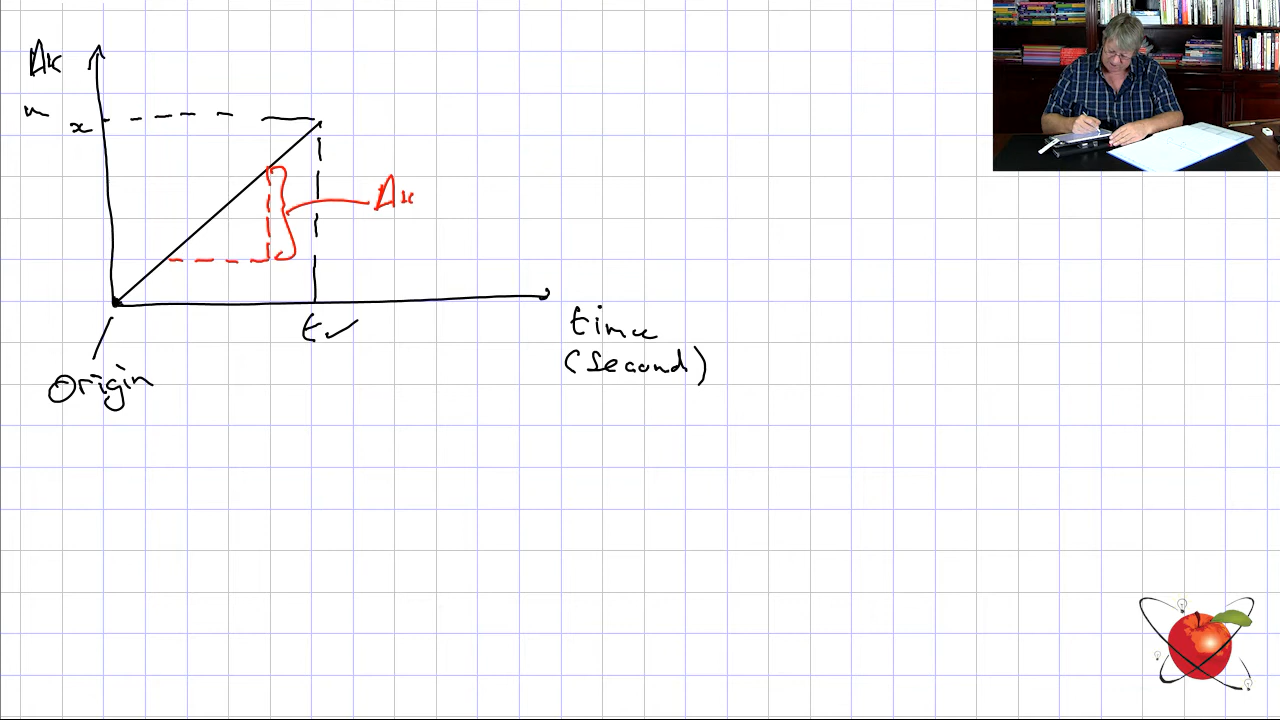 Δx
m
x
Δx
t
time
(Second)
Origin